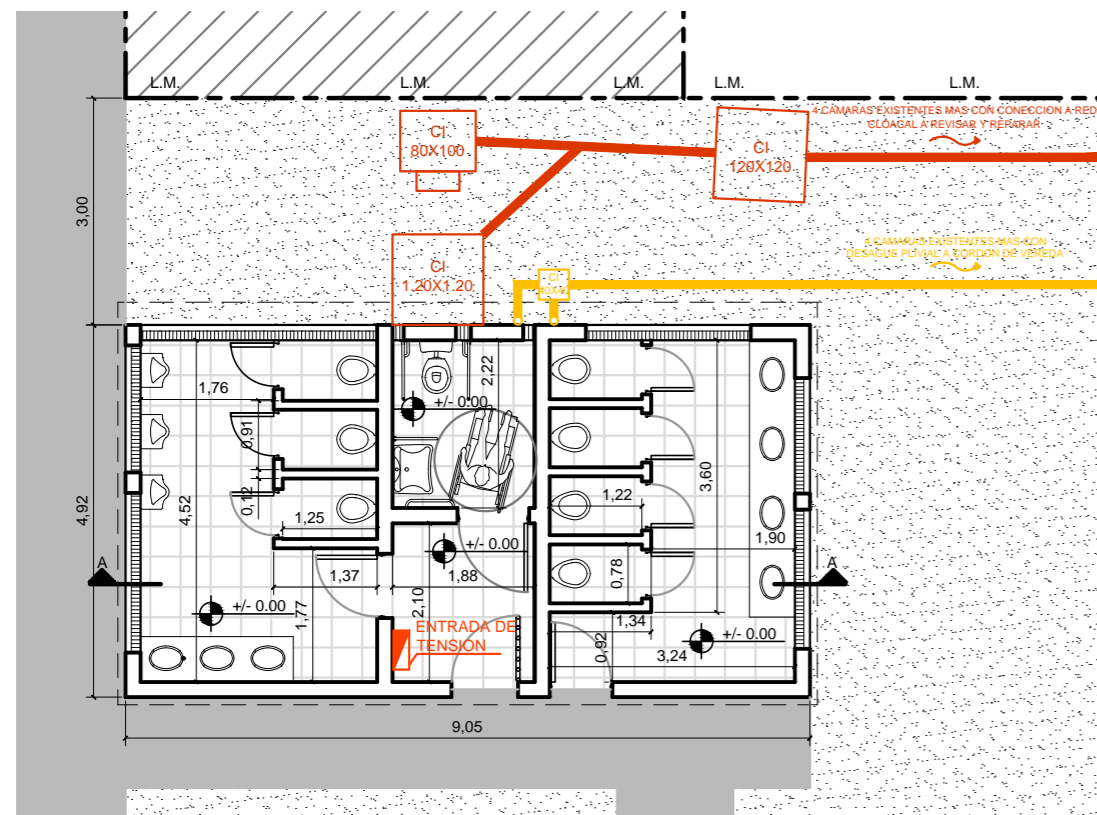 L.M.
L.M.
L.M.
L.M.
L.M.
4 CAMARAS EXISTENTES MAS CON CONECCION A RED
CLOACAL A REVISAR Y REPARAR
CI
80X100
CI
120X120
3,00
4 CAMARAS EXISTENTES MAS CON
DESAGUE PLIVIAL A CORDON DE VEREDA
CI
1.20X1.20
CI
40X40
2,22
1,76
+/- 0.00
0,91
3,60
0,12
1,22
4,52
4,92
1,25
1,90
+/- 0.00
A
1,37
1,88
0,78
A
2,10
+/- 0.00
1,77
ENTRADA DE
TENSION
1,34
+/- 0.00
0,92
3,24
9,05